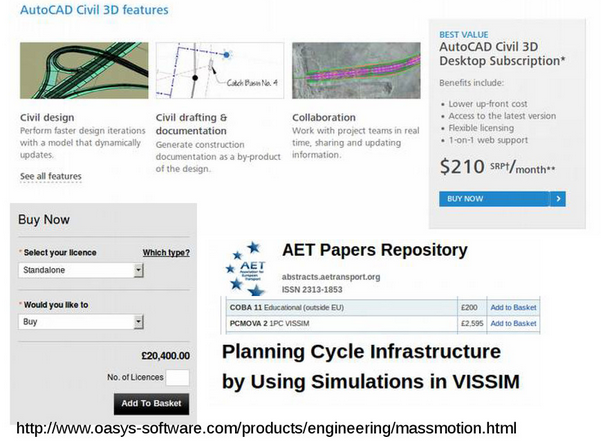 AutoCAD Civil 3D features
Catch Basin No. 4
Civil design
Perform faster design iterations
with a model that dynamically
updates.
See all features
Civil drafting &
documentation
Generate construction
documentation as a by-product
of the design.
Collaboration
Work with project teams in real
time, sharing and updating
information.
BEST VALUE
AutoCAD Civil 3D
Desktop Subscription*
Benefits include:
• Lower up-front cost
• Access to the latest version
• Flexible licensing
• 1-on-1 web support
$210 SRP†/month**
BUY NOW
Buy Now
* Select your licence Which type?
Standalone
* Would you like to
Buy
£20,400.00
No. of Licences
Add To Basket
AET
Association for
European Transport
AET Papers Repository
abstracts.aetransport.org
ISSN 2313-1853
COBA 11 Educational (outside EU) £200 Add to Basket
PCMOVA 2 1PC VISSIM £2,595 Add to Basket
Planning Cycle Infrastructure
by Using Simulations in VISSIM
http://www.oasys-software.com/products/engineering/massmotion.html